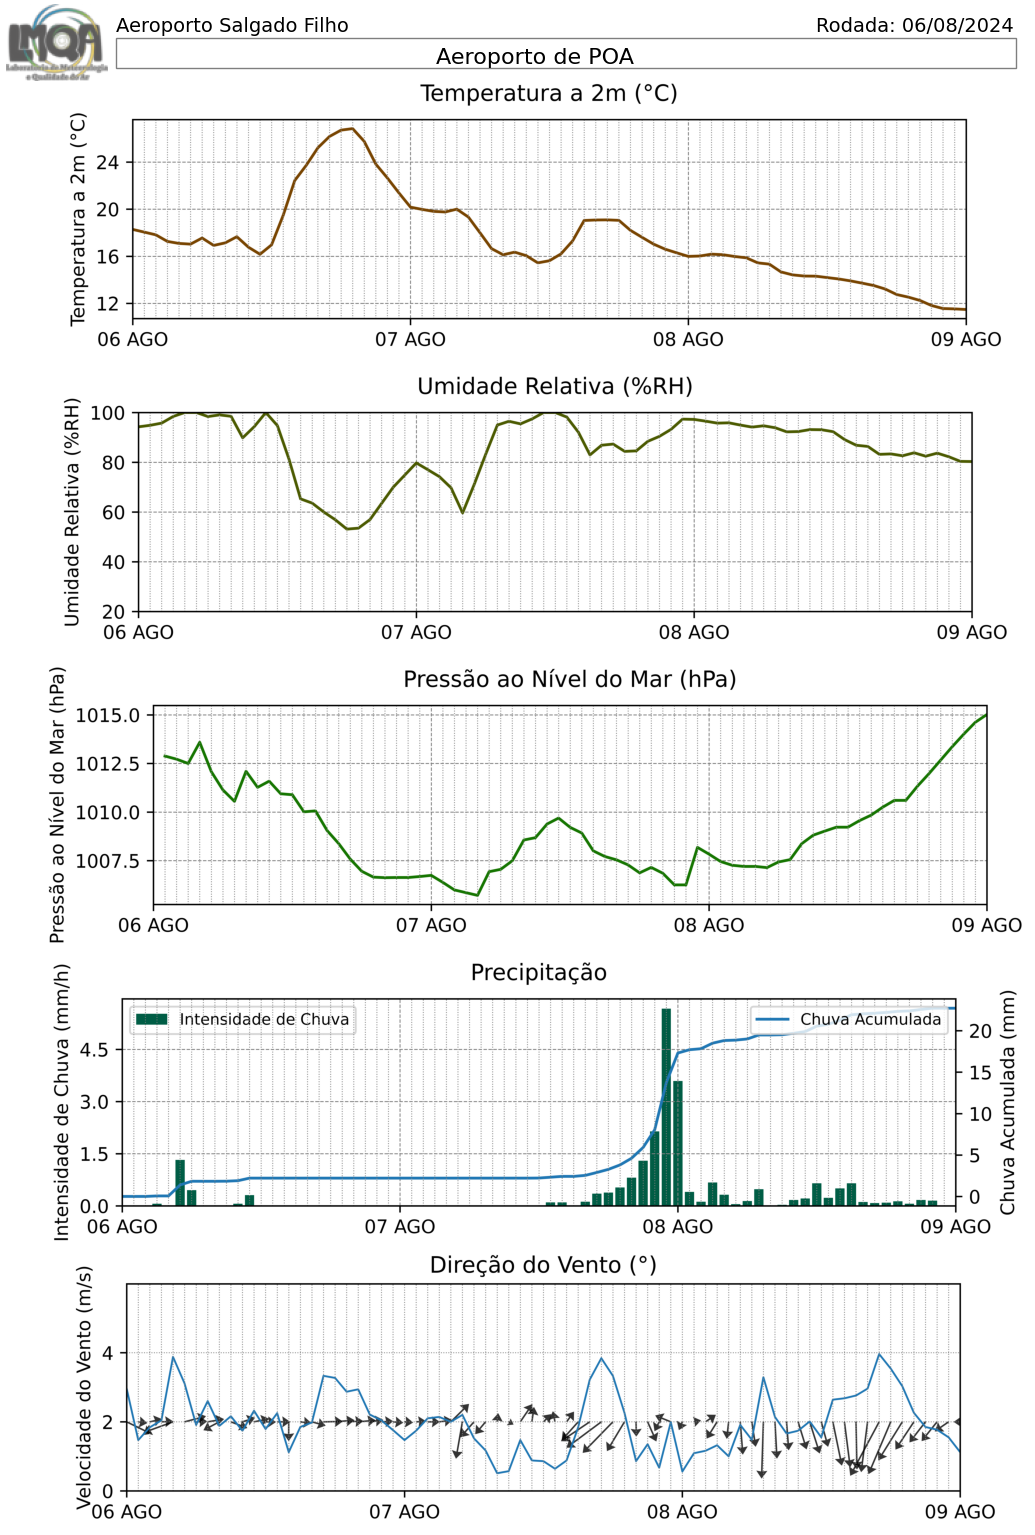 LMQA
Laboratório de Meteorologia
e Qualidade do Ar
Aeroporto Salgado Filho
Rodada: 06/08/2024
Aeroporto de POA
Temperatura a 2m (°C)
Temperatura a 2m (°C)
24
20
16
12
06 AGO
07 AGO
08 AGO
09 AGO
Umidade Relativa (%RH)
Umidade Relativa (%RH)
100
80
60
40
20
06 AGO
07 AGO
08 AGO
09 AGO
Pressão ao Nível do Mar (hPa)
Pressão ao Nível do Mar (hPa)
1015.0
1012.5
1010.0
1007.5
06 AGO
07 AGO
08 AGO
09 AGO
Precipitação
Intensidade de Chuva (mm/h)
4.5
3.0
1.5
0.0
Intensidade de Chuva
Chuva Acumulada
20
15
10
5
0
Chuva Acumulada (mm)
06 AGO
07 AGO
08 AGO
09 AGO
Direção do Vento (°)
Velocidade do Vento (m/s)
4
2
0
06 AGO
07 AGO
08 AGO
09 AGO